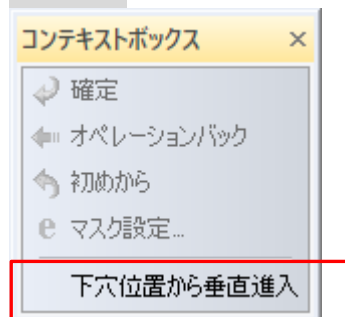 コンテキストボックス
確定
オペレーションバック
初めから
マスク設定...
下穴位置から垂直進入